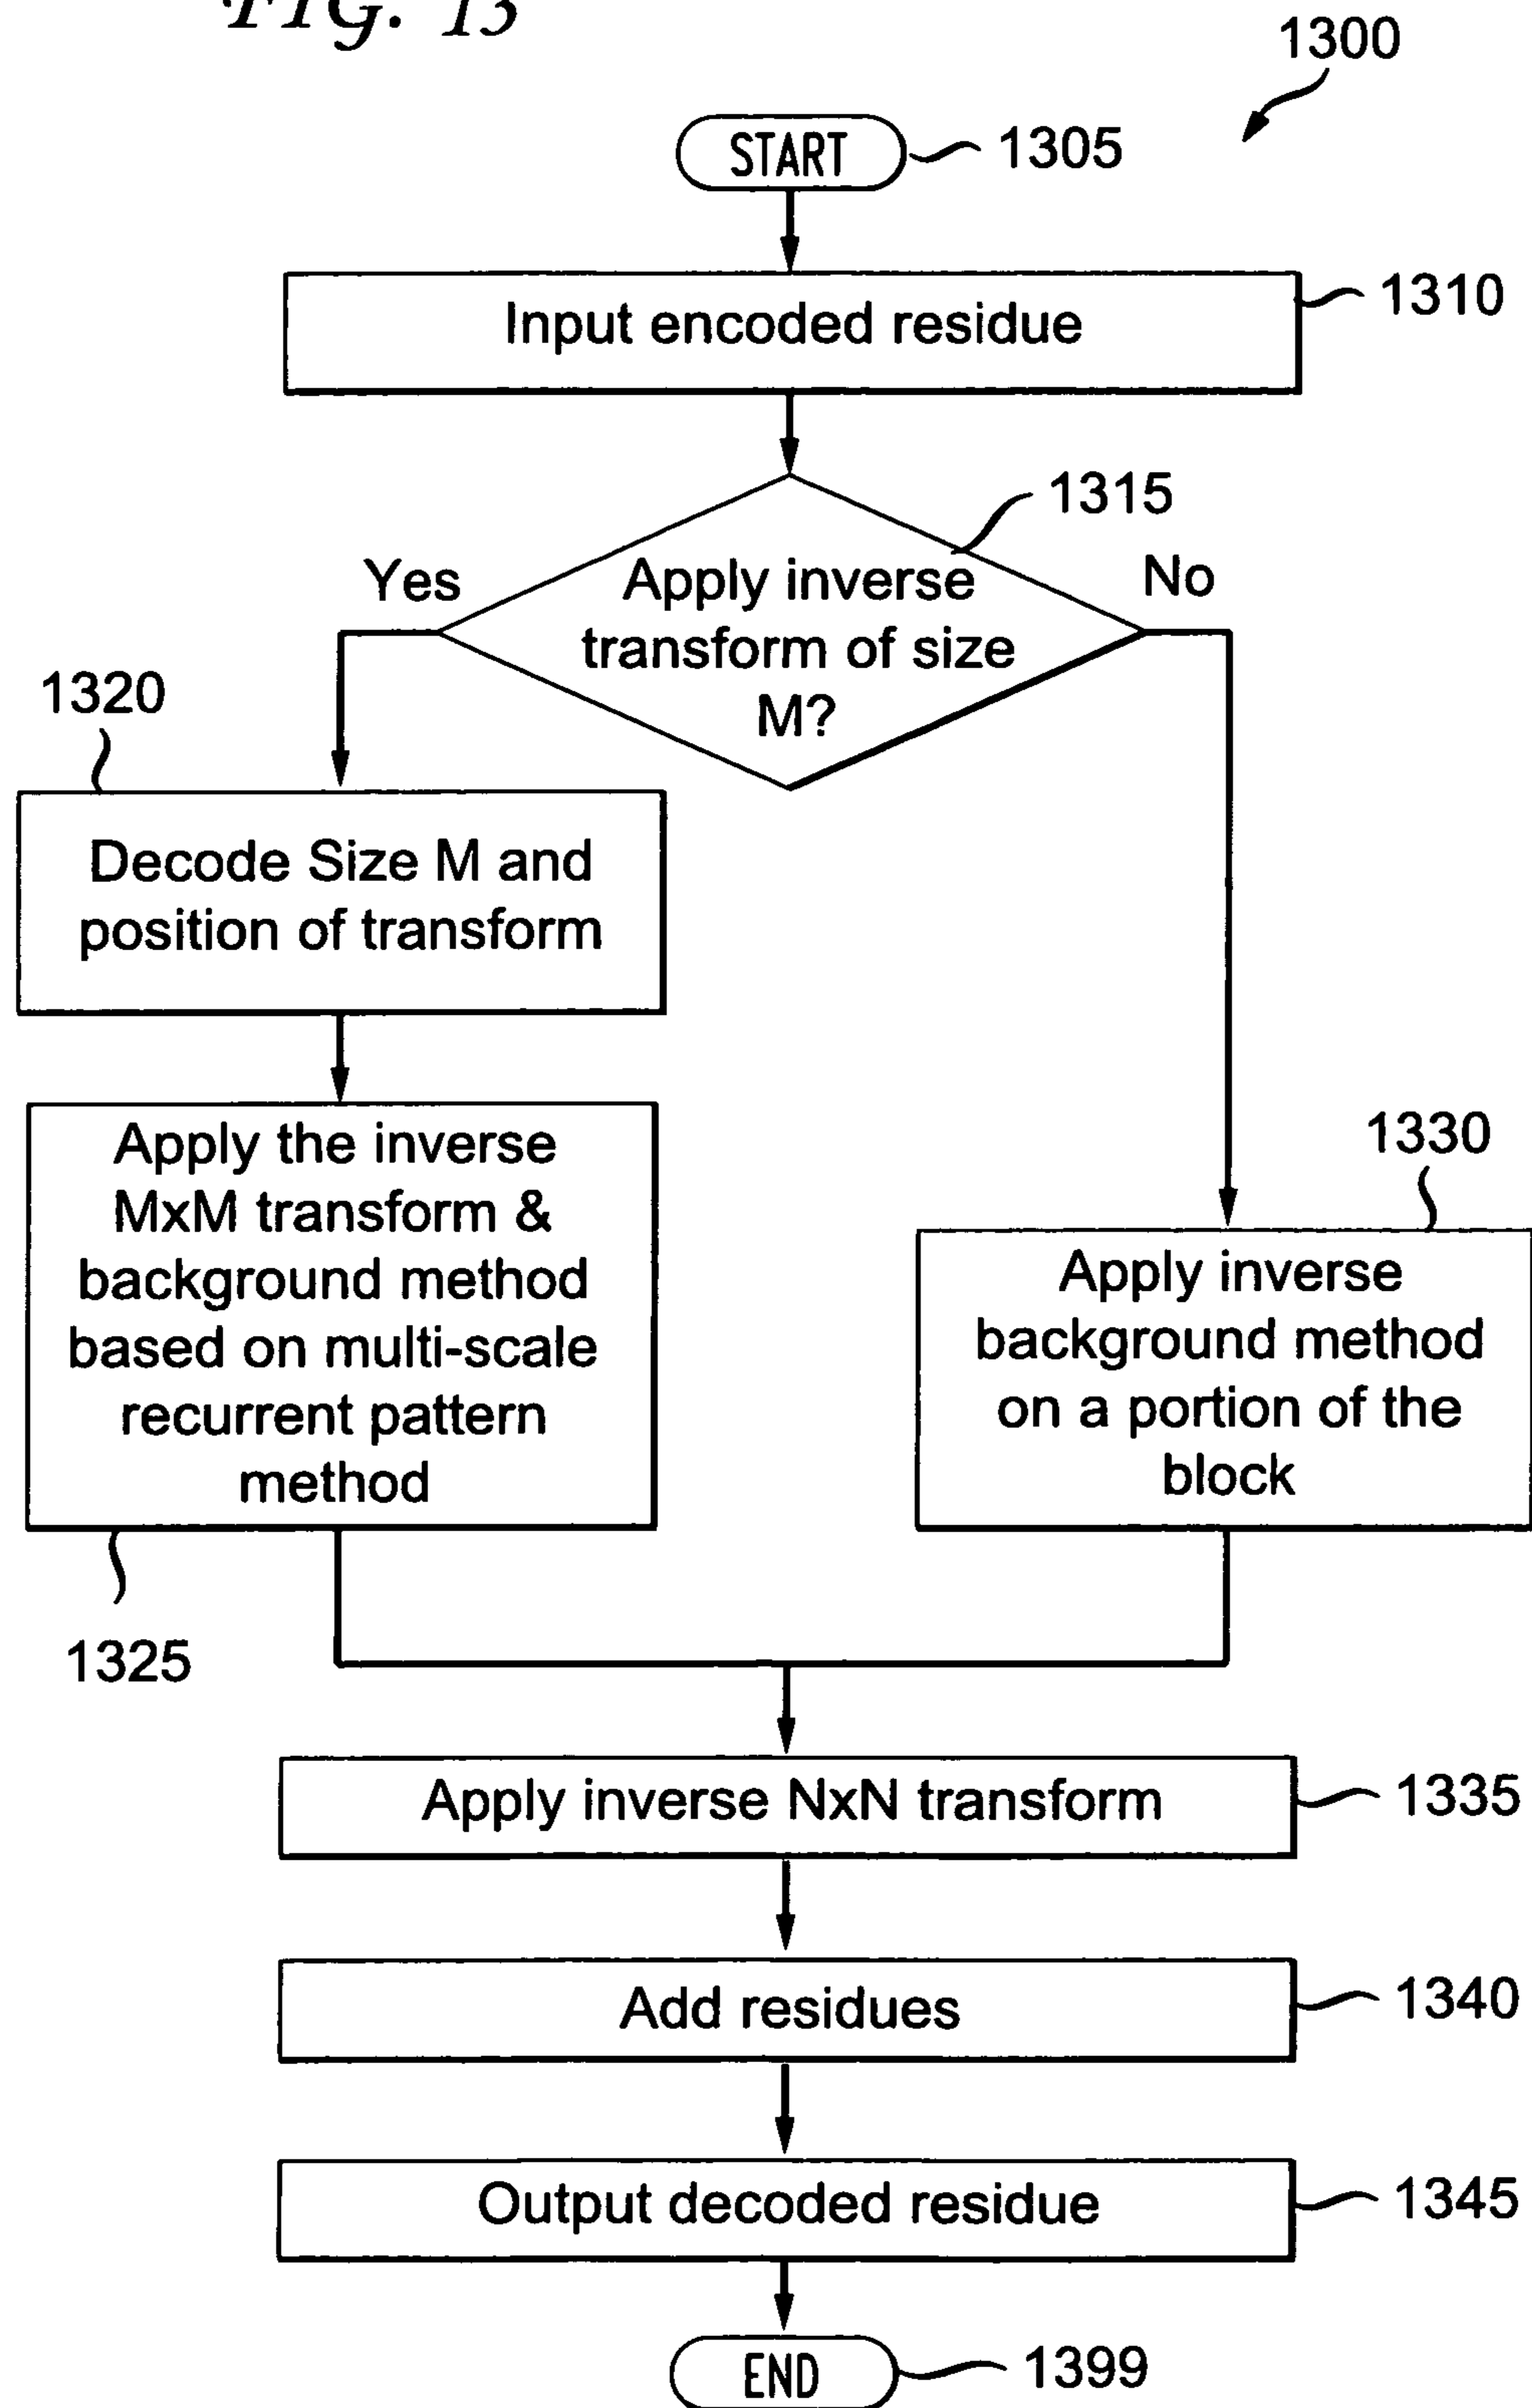 FIG. 13
1300
START
1305
Input encoded residue
1310
1315
Yes
No
Apply inverse
transform of size
M?
1320
Decode Size M and
position of transform
Apply the inverse
MxM transform &
background method
based on multi-scale
recurrent pattern
method
1325
1330
Apply inverse
background method
on a portion of the
block
Apply inverse NxN transform
1335
Add residues
1340
Output decoded residue
1345
END
1399